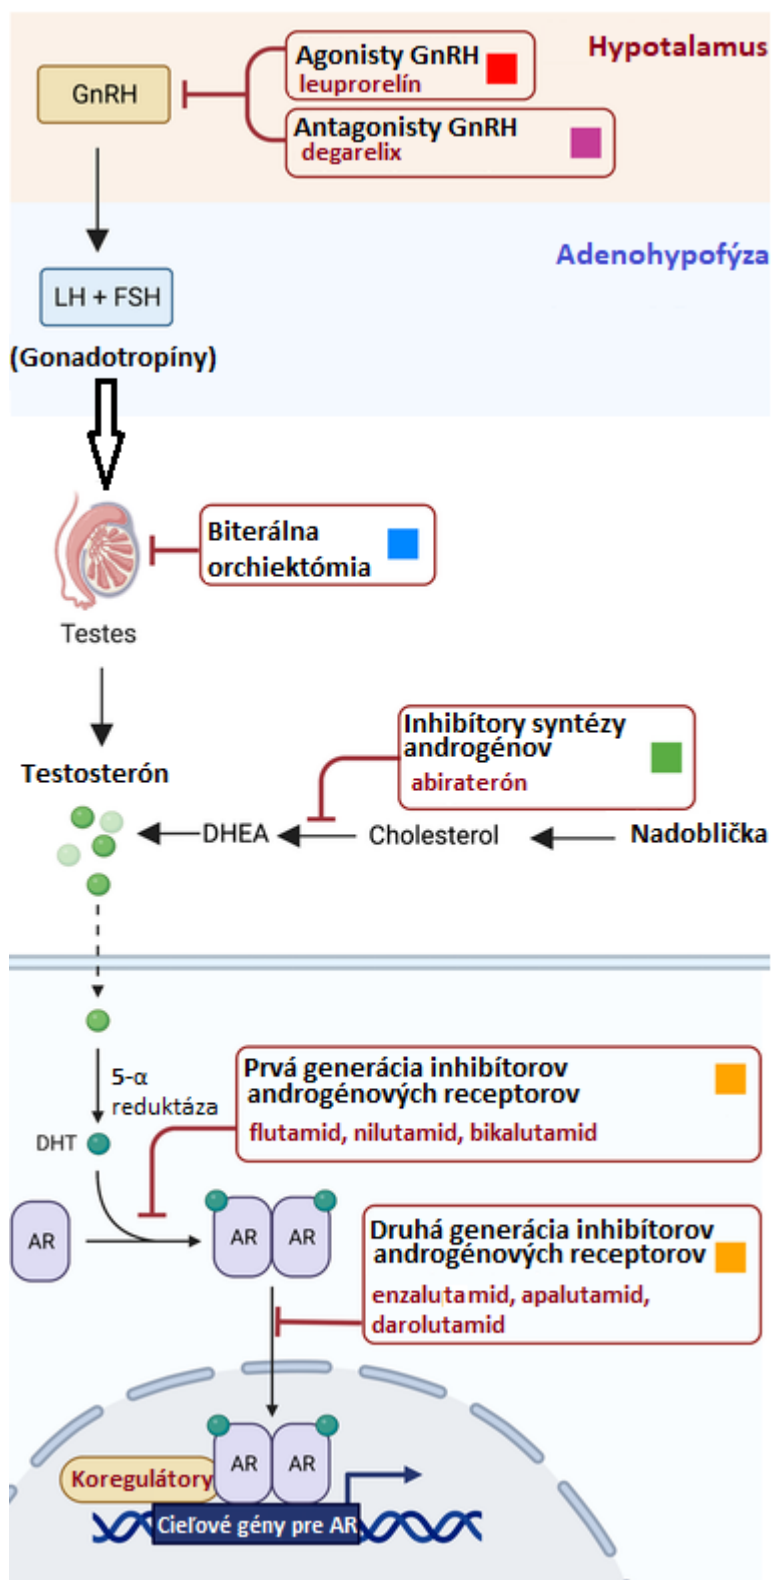 Hypotalamus
Agonisty GnRH
leuprorelín
GnRH
Antagonisty GnRH
degarelix
Adenohypofýza
LH + FSH
(Gonadotropíny)
Biterálna
orchiektómia
Testes
Inhibítory syntézy
androgénov
abiraterón
Testosterón
DHEA
Cholesterol
Nadoblička
5-α
reduktáza
Prvá generácia inhibítorov
androgénových receptorov
flutamid, nilutamid, bikalutamid
DHT
AR
AR
AR
Druhá generácia inhibítorov
androgénových receptorov
enzalutamid, apalutamid,
darolutamid
AR
AR
Koregulátory
Cieľové gény pre AR